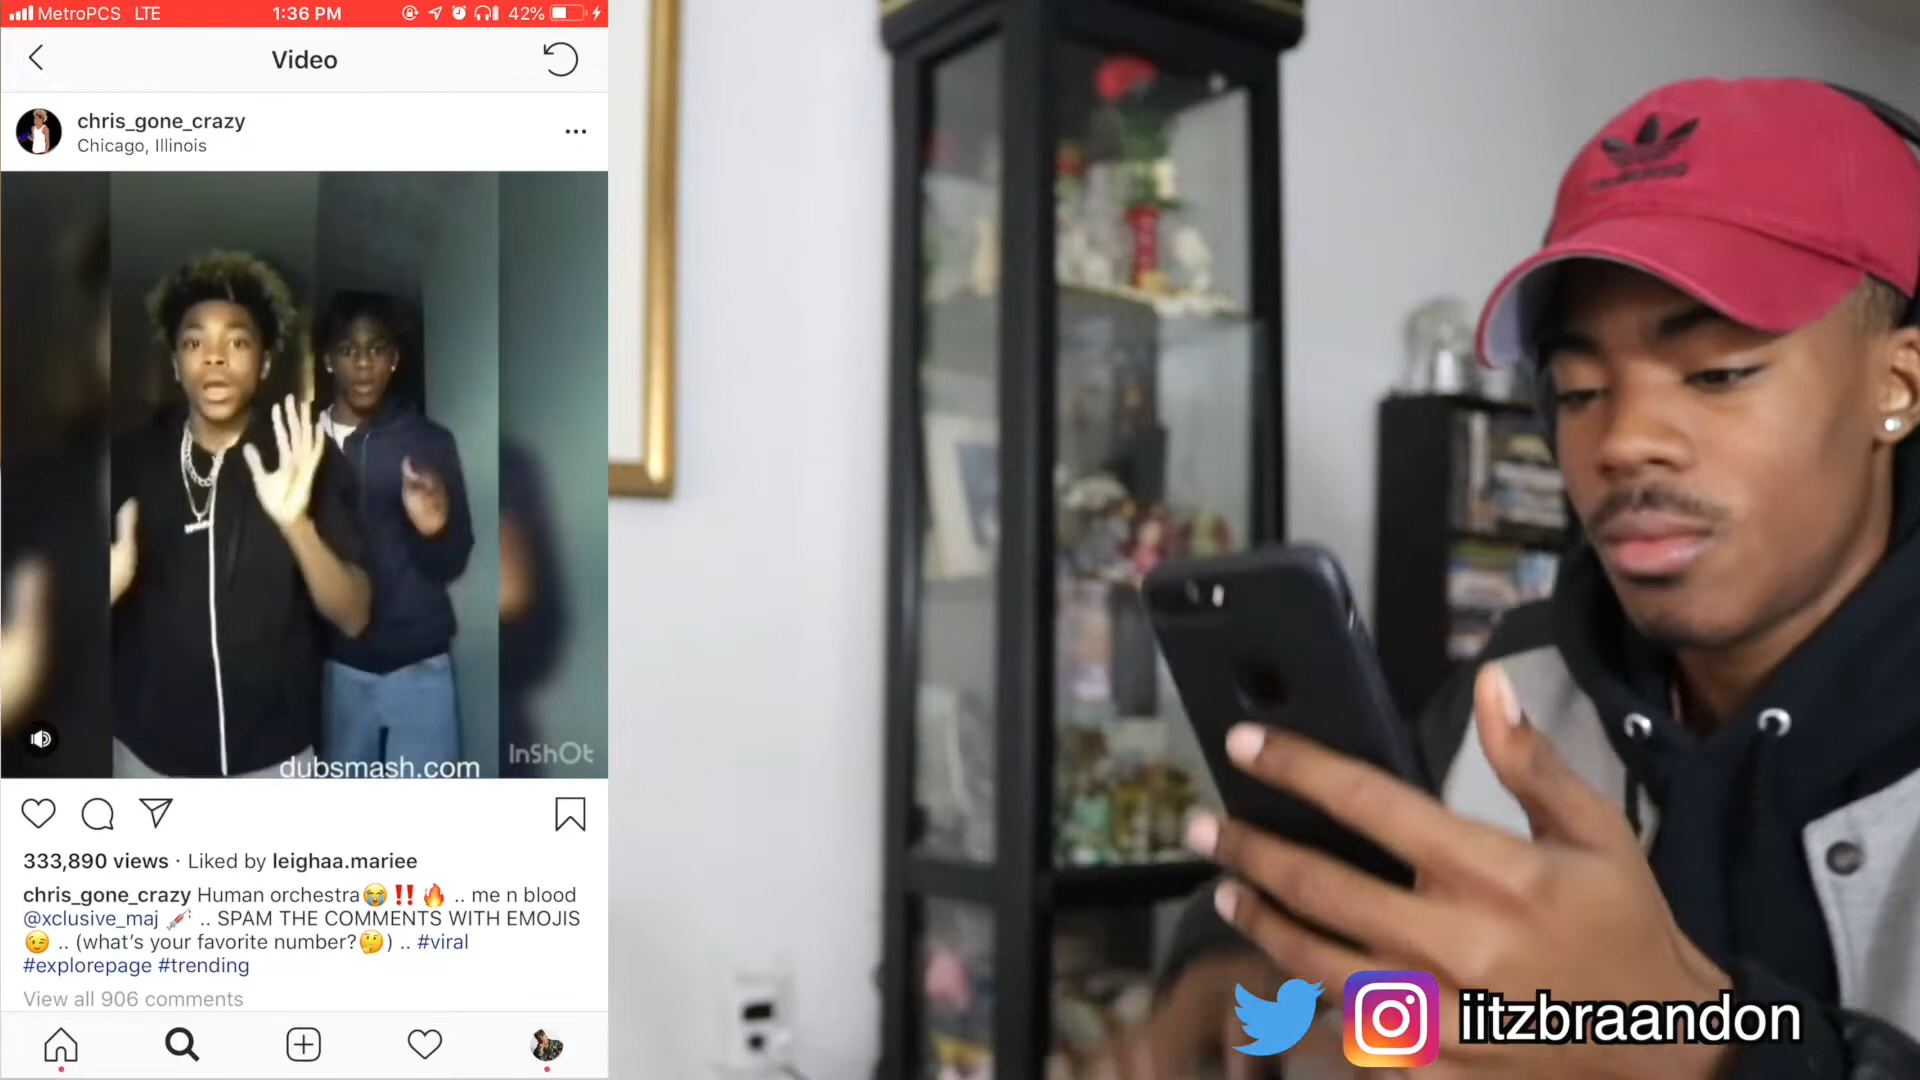 MetroPCS LTE 1:36 PM 42%
Video
chris_gone_crazy
Chicago, Illinois
InShOt
dubsmash.com
333,890 views · Liked by leighaa.mariee
chris_gone_crazy Human orchestra😭‼️🔥 .. me n blood
@xclusive_maj 💉 .. SPAM THE COMMENTS WITH EMOJIS
😉 .. (what's your favorite number?🤔) .. #viral
#explorepage #trending
View all 906 comments
iitzbraandon